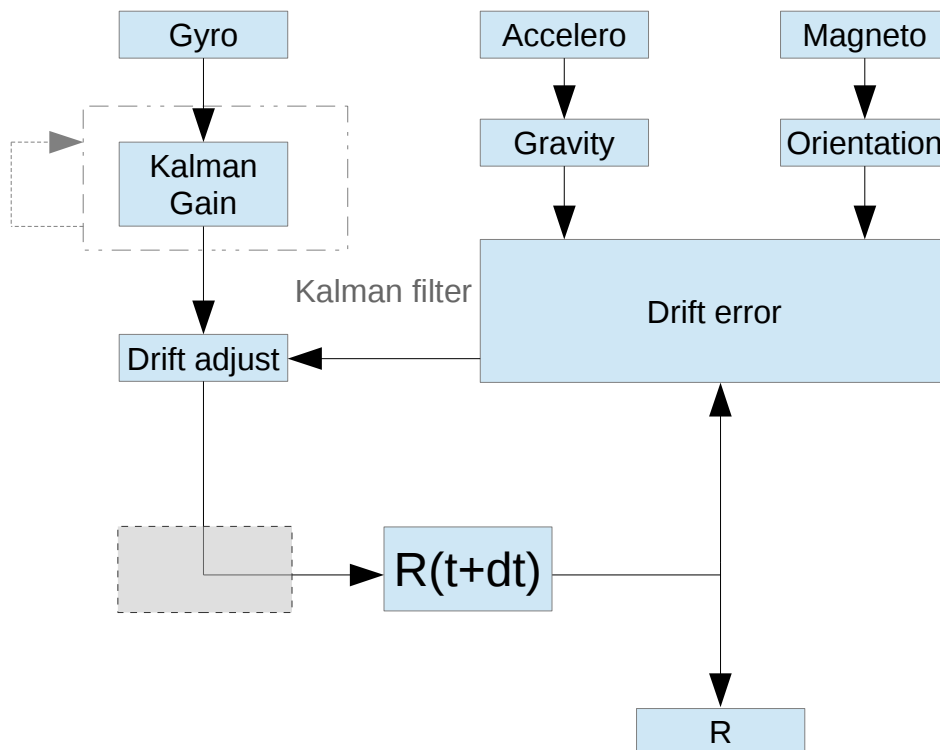 Gyro
Accelero
Magneto
Kalman
Gain
Gravity
Orientation
Kalman filter
Drift error
Drift adjust
R(t+dt)
R